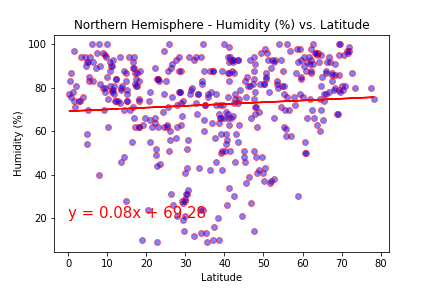 Northern Hemisphere - Humidity (%) vs. Latitude
Humidity (%)
100
80
60
40
20
y = 0.08x + 69.28
0 10 20 30 40 50 60 70 80
Latitude